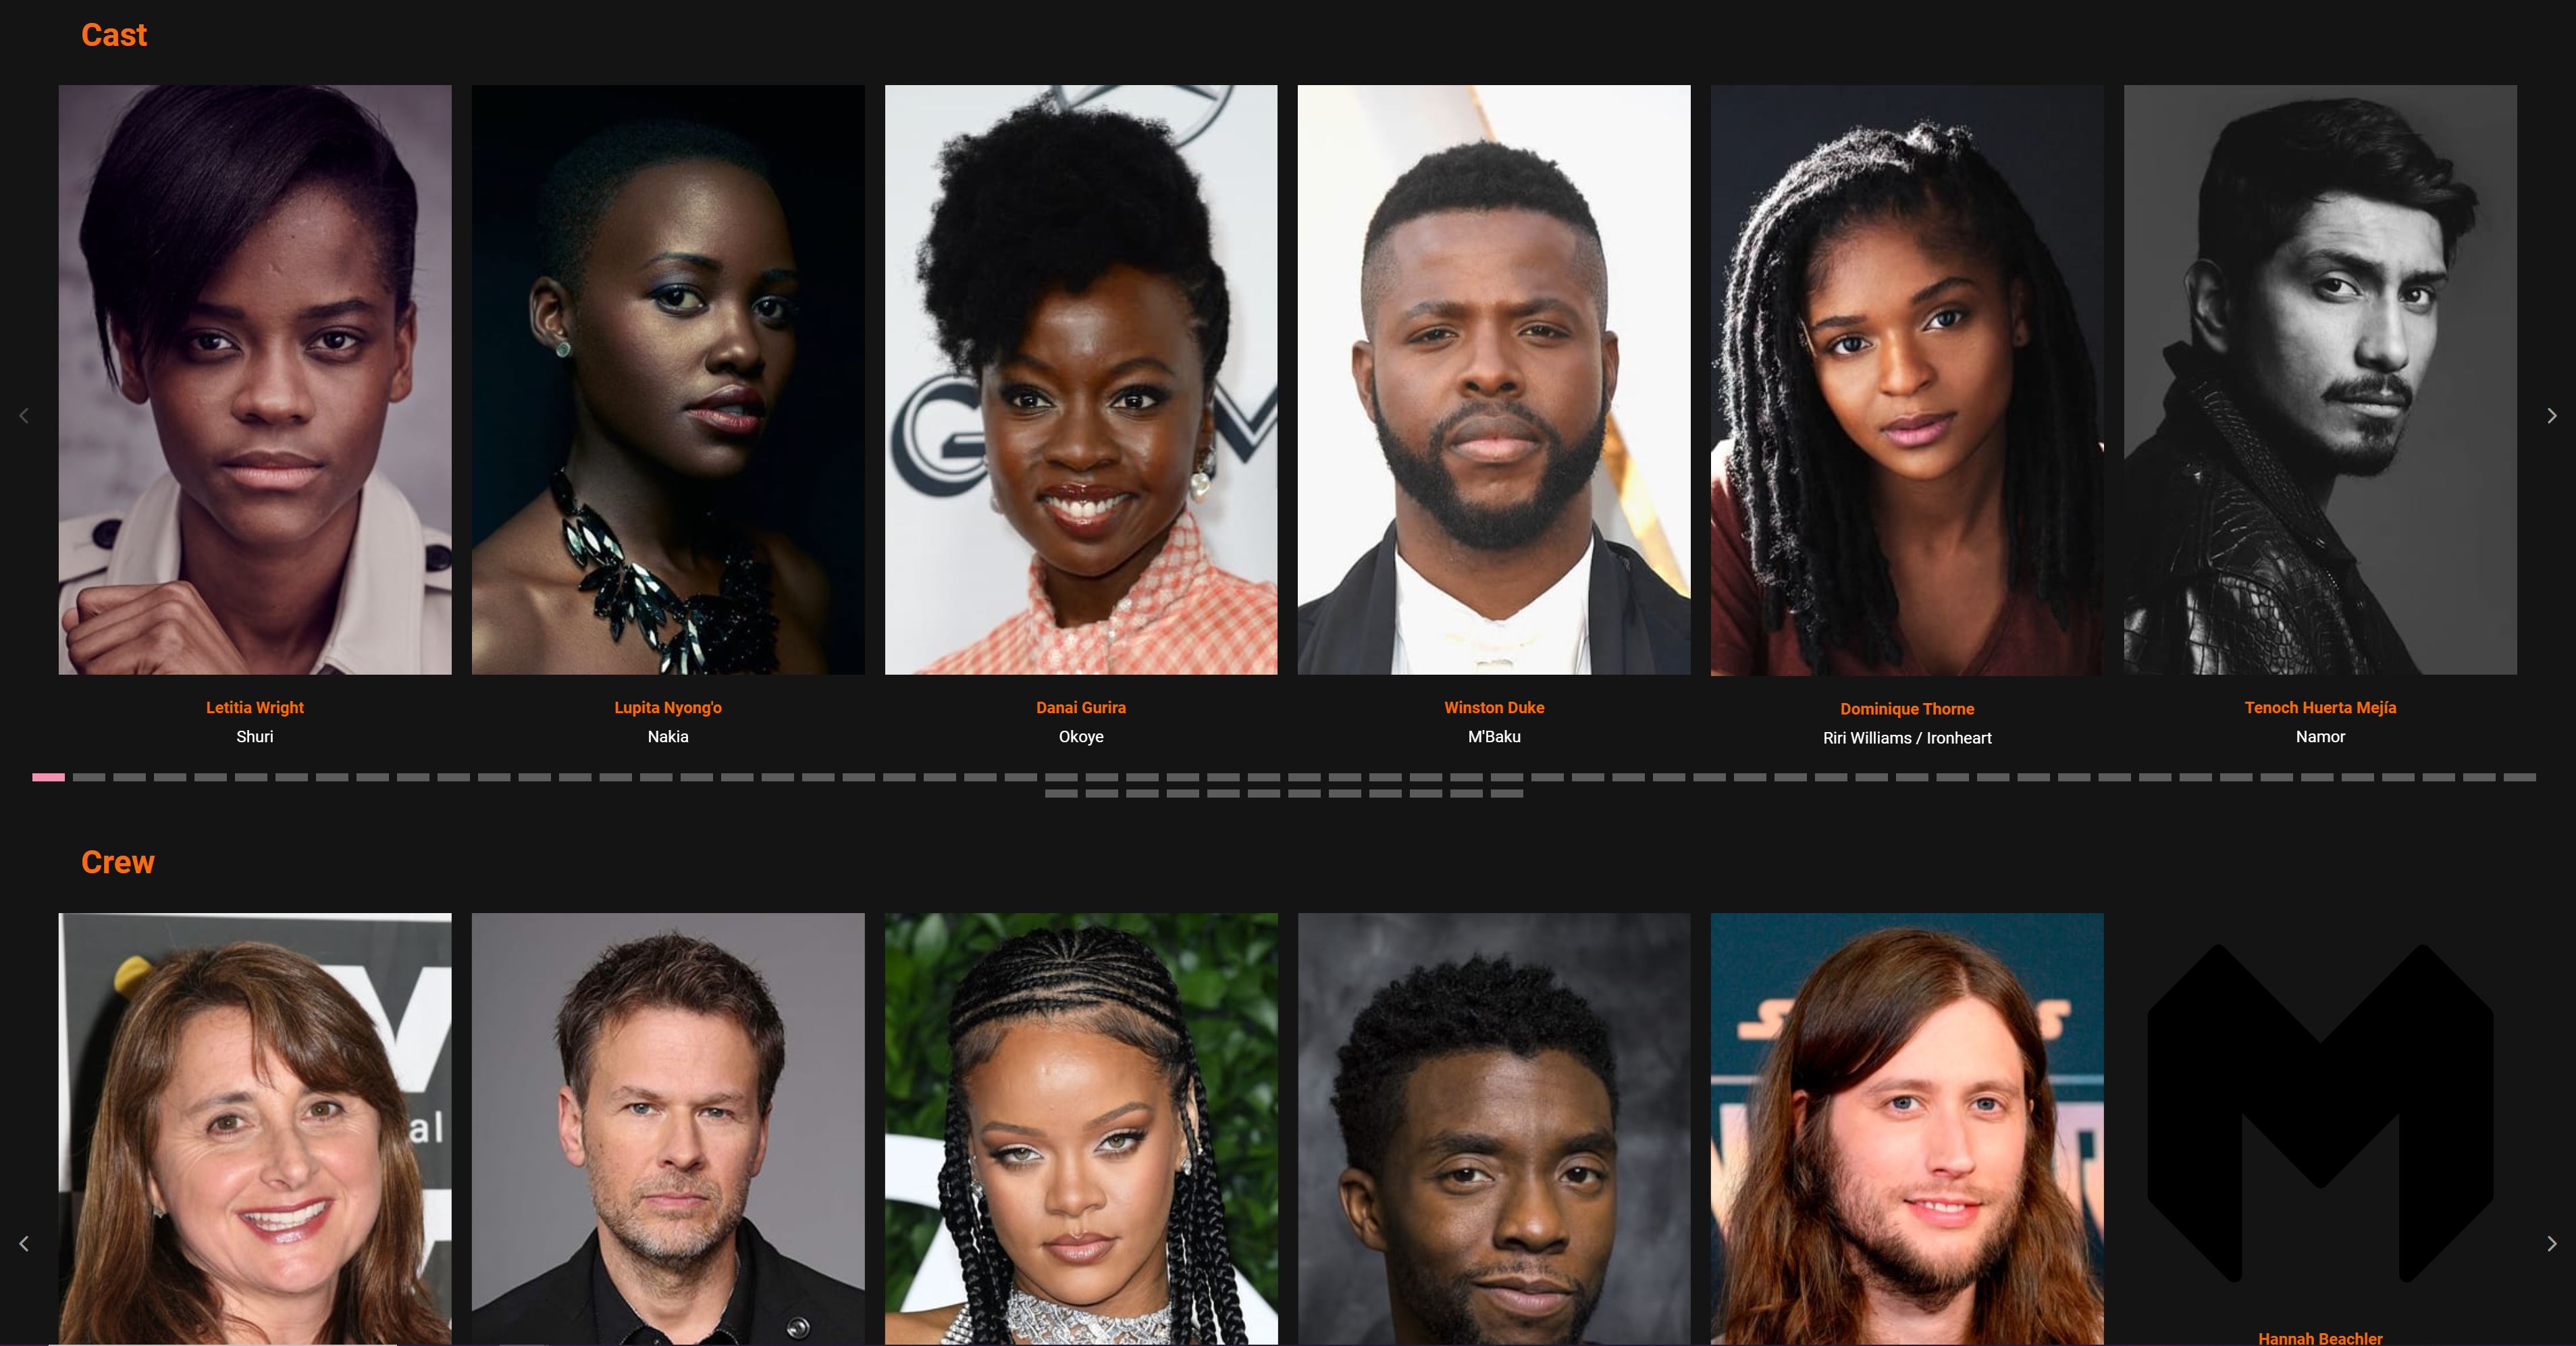 Cast
Letitia Wright
Shuri
Lupita Nyong'o
Nakia
Danai Gurira
Okoye
Winston Duke
M'Baku
Dominique Thorne
Riri Williams / Ironheart
Tenoch Huerta Mejía
Namor
Crew
al
Hannah Beachler